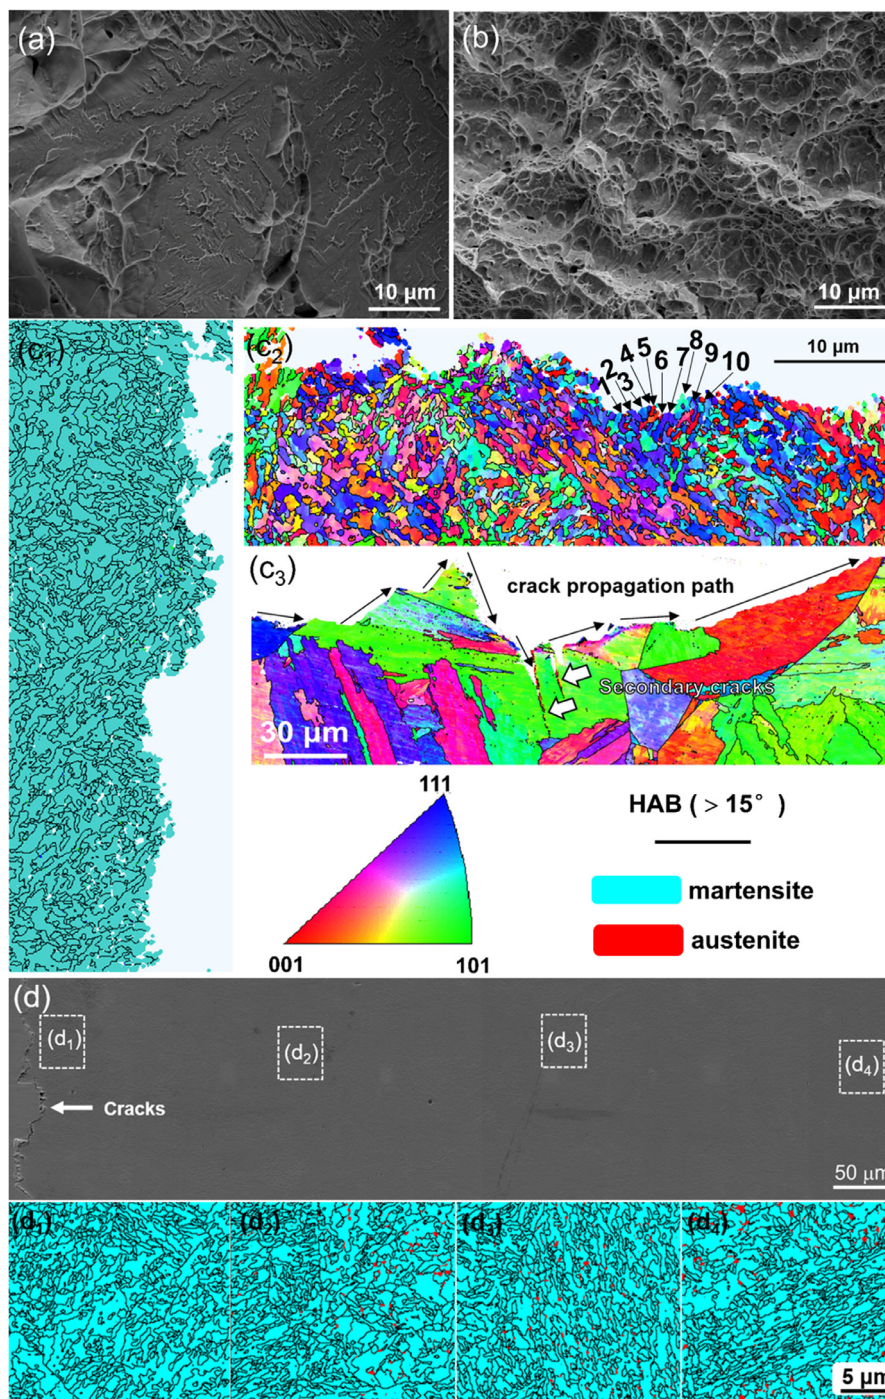 (a)
10 μm
(b)
10 μm
(c1)
(c2)
1 2 3 4 5 6 7 8 9 10
10 μm
(c3)
crack propagation path
Secondary cracks
30 μm
111
001
101
HAB ( > 15° )
martensite
austenite
(d)
(d1)
(d2)
(d3)
(d4)
Cracks
50 μm
(d1)
(d2)
(d3)
(d4)
5 μm